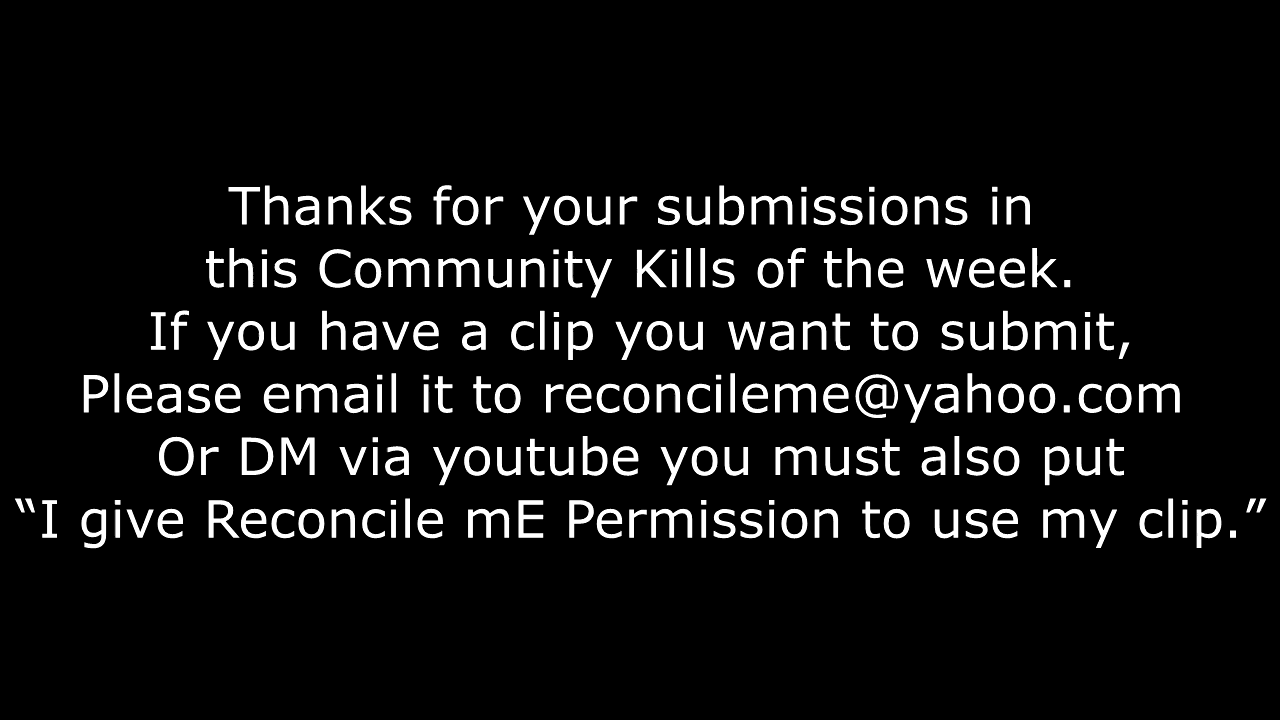 Thanks for your submissions in
this Community Kills of the week.
If you have a clip you want to submit,
Please email it to reconcileme@yahoo.com
Or DM via youtube you must also put
“I give Reconcile mE Permission to use my clip.”